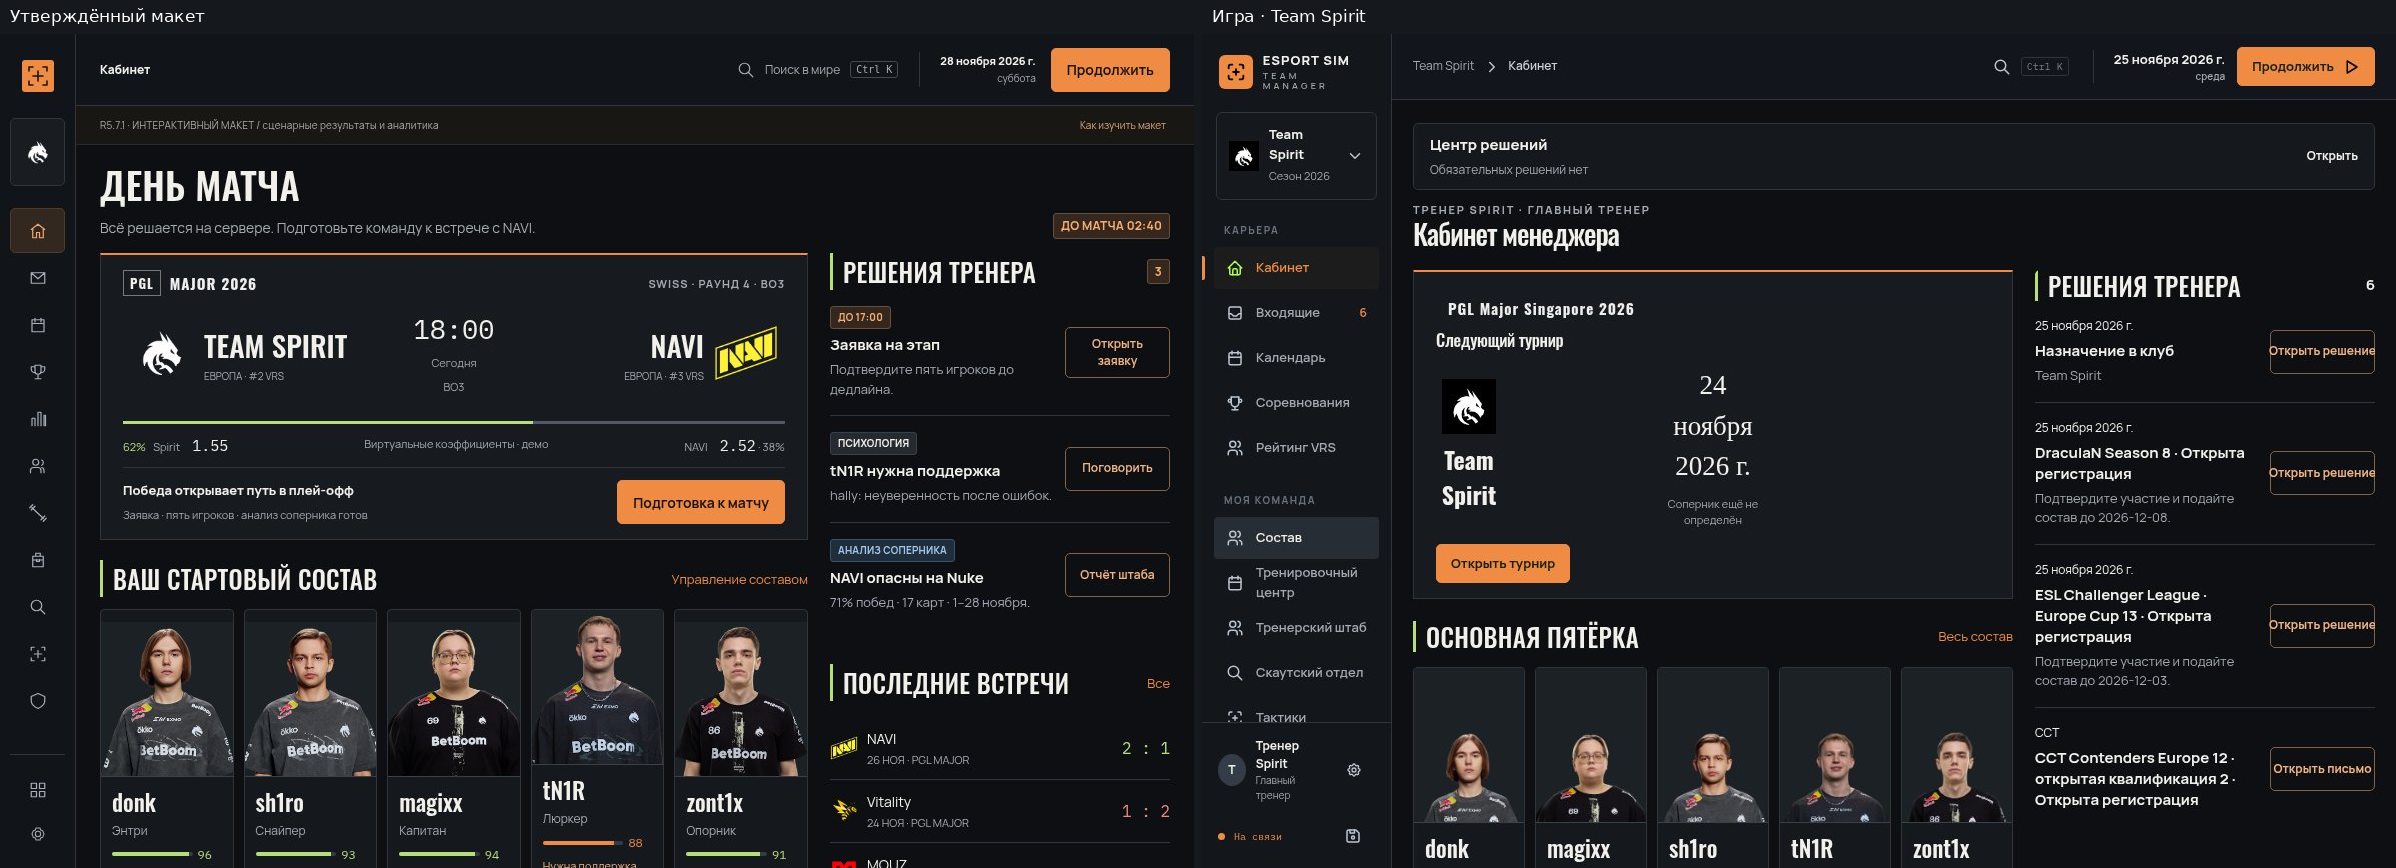 Утверждённый макет
Кабинет
Поиск в мире
Ctrl K
28 ноября 2026 г.
суббота
Продолжить
R5.7.1 · ИНТЕРАКТИВНЫЙ МАКЕТ / сценарные результаты и аналитика
Как изучить макет
ДЕНЬ МАТЧА
Всё решается на сервере. Подготовьте команду к встрече с NAVI.
ДО МАТЧА 02:40
PGL MAJOR 2026
SWISS · РАУНД 4 · BO3
TEAM SPIRIT
ЕВРОПА · #2 VRS
18:00
Сегодня
BO3
NAVI
ЕВРОПА · #3 VRS
62% Spirit 1.55
Виртуальные коэффициенты · демо
NAVI 2.52 · 38%
Победа открывает путь в плей-офф
Заявка · пять игроков · анализ соперника готов
Подготовка к матчу
РЕШЕНИЯ ТРЕНЕРА
3
ДО 17:00
Заявка на этап
Подтвердите пять игроков до
дедлайна.
Открыть
заявку
ПСИХОЛОГИЯ
tN1R нужна поддержка
hally: неуверенность после ошибок.
Поговорить
АНАЛИЗ СОПЕРНИКА
NAVI опасны на Nuke
71% побед · 17 карт · 1–28 ноября.
Отчёт штаба
ВАШ СТАРТОВЫЙ СОСТАВ
Управление составом
BetBoom
BetBoom
69
BetBoom
BetBoom
86
BetBoom
donk
Энтри
96
sh1ro
Снайпер
93
magixx
Капитан
94
tN1R
Люркер
88
Нужна поддержка
zont1x
Опорник
91
ПОСЛЕДНИЕ ВСТРЕЧИ
Все
NAVI
26 НОЯ · PGL MAJOR
2 : 1
Vitality
24 НОЯ · PGL MAJOR
1 : 2
MOUZ
Игра · Team Spirit
ESPORT SIM
TEAM
MANAGER
Team
Spirit
Сезон 2026
КАРЬЕРА
Кабинет
Входящие
6
Календарь
Соревнования
Рейтинг VRS
МОЯ КОМАНДА
Состав
Тренировочный
центр
Тренерский штаб
Скаутский отдел
Тактики
T
Тренер
Spirit
Главный
тренер
На связи
Team Spirit
Кабинет
Ctrl K
25 ноября 2026 г.
среда
Продолжить
Центр решений
Обязательных решений нет
Открыть
ТРЕНЕР SPIRIT · ГЛАВНЫЙ ТРЕНЕР
Кабинет менеджера
PGL Major Singapore 2026
Следующий турнир
Team
Spirit
24
ноября
2026 г.
Соперник ещё не
определён
Открыть турнир
ОСНОВНАЯ ПЯТЁРКА
Весь состав
donk
magixx
sh1ro
tN1R
zont1x
РЕШЕНИЯ ТРЕНЕРА
6
25 ноября 2026 г.
Назначение в клуб
Team Spirit
Открыть решение
25 ноября 2026 г.
DraculaN Season 8 · Открыта
регистрация
Подтвердите участие и подайте
состав до 2026-12-08.
Открыть решение
25 ноября 2026 г.
ESL Challenger League ·
Europe Cup 13 · Открыта
регистрация
Подтвердите участие и подайте
состав до 2026-12-03.
Открыть решение
CCT
CCT Contenders Europe 12 ·
открытая квалификация 2 ·
Открыта регистрация
Открыть письмо